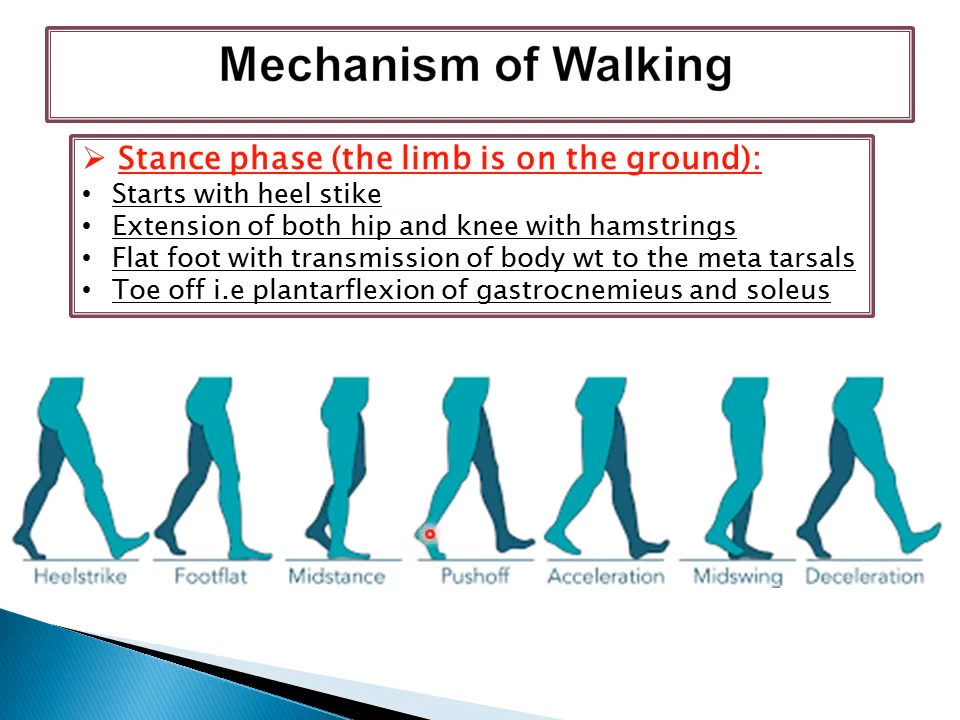 Mechanism of Walking
➢ Stance phase (the limb is on the ground):
• Starts with heel stike
• Extension of both hip and knee with hamstrings
• Flat foot with transmission of body wt to the meta tarsals
• Toe off i.e plantarflexion of gastrocnemieus and soleus
Heelstrike Footflat Midstance Pushoff Acceleration Midswing Deceleration